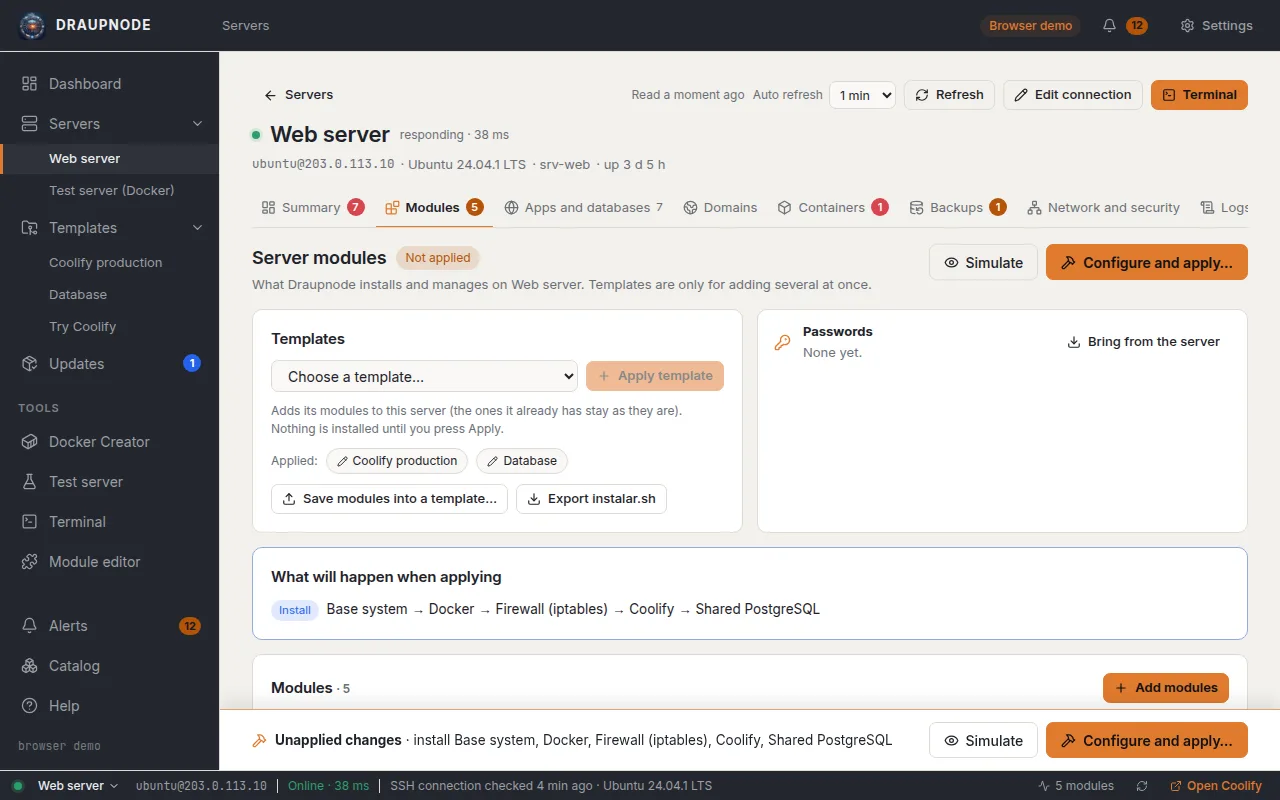 DRAUPNODE
Servers
Browser demo
12
Settings
Dashboard
Servers
Web server
Test server (Docker)
Templates
Coolify production
Database
Try Coolify
Updates 1
TOOLS
Docker Creator
Test server
Terminal
Module editor
Alerts 12
Catalog
Help
browser demo
Servers
Read a moment ago Auto refresh 1 min Refresh Edit connection Terminal
Web server responding · 38 ms
ubuntu@203.0.113.10 · Ubuntu 24.04.1 LTS · srv-web · up 3 d 5 h
Summary 7 Modules 5 Apps and databases 7 Domains Containers 1 Backups 1 Network and security Logs
Server modules Not applied
What Draupnode installs and manages on Web server. Templates are only for adding several at once.
Simulate Configure and apply...
Templates
Choose a template... + Apply template
Adds its modules to this server (the ones it already has stay as they are).
Nothing is installed until you press Apply.
Applied: Coolify production Database
Save modules into a template... Export instalar.sh
Passwords
None yet.
Bring from the server
What will happen when applying
Install Base system → Docker → Firewall (iptables) → Coolify → Shared PostgreSQL
Modules · 5
+ Add modules
Unapplied changes · install Base system, Docker, Firewall (iptables), Coolify, Shared PostgreSQL
Simulate Configure and apply...
Web server ubuntu@203.0.113.10 | Online · 38 ms | SSH connection checked 4 min ago · Ubuntu 24.04.1 LTS
5 modules Open Coolify